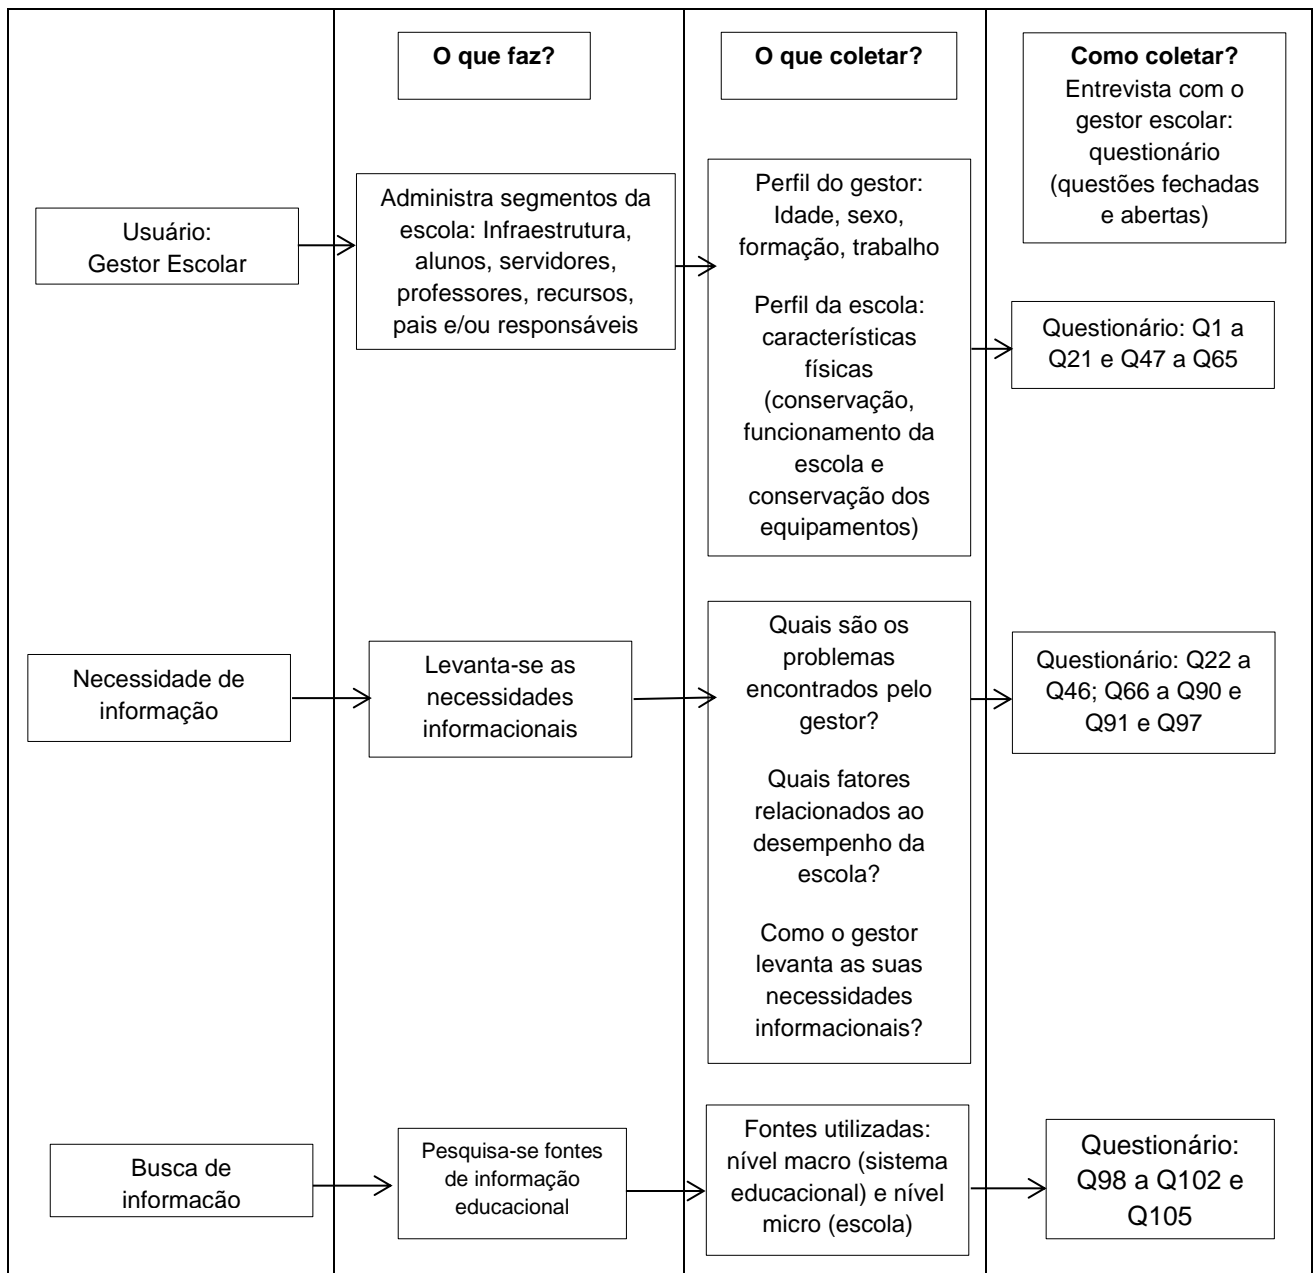 O que faz?
O que coletar?
Como coletar?
Entrevista com o
gestor escolar:
questionário
(questões fechadas
e abertas)
Usuário:
Gestor Escolar
Administra segmentos da
escola: Infraestrutura,
alunos, servidores,
professores, recursos,
pais e/ou responsáveis
Perfil do gestor:
Idade, sexo,
formação, trabalho
Perfil da escola:
características
físicas
(conservação,
funcionamento da
escola e
conservação dos
equipamentos)
Questionário: Q1 a
Q21 e Q47 a Q65
Necessidade de
informação
Levanta-se as
necessidades
informacionais
Quais são os
problemas
encontrados pelo
gestor?
Quais fatores
relacionados ao
desempenho da
escola?
Como o gestor
levanta as suas
necessidades
informacionais?
Questionário: Q22 a
Q46; Q66 a Q90 e
Q91 e Q97
Busca de
informação
Pesquisa-se fontes
de informação
educacional
Fontes utilizadas:
nível macro (sistema
educacional) e nível
micro (escola)
Questionário:
Q98 a Q102 e
Q105